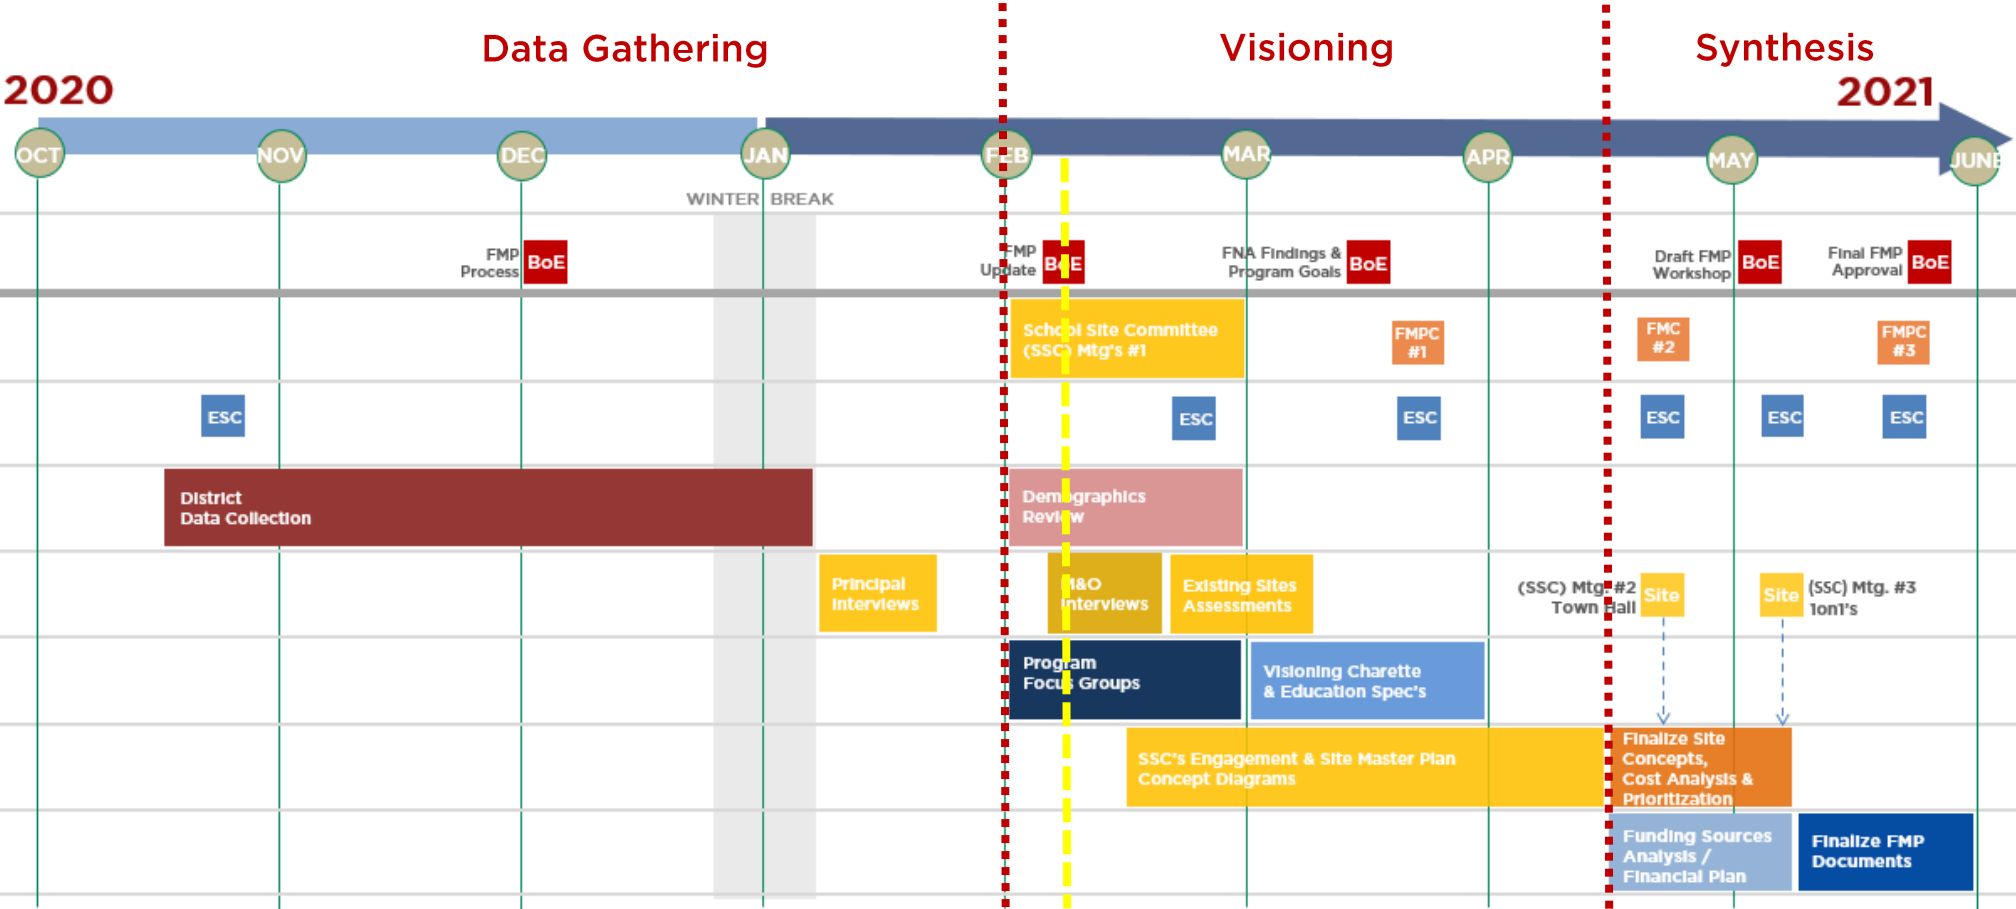 Data Gathering
Visioning
Synthesis
2020
2021
OCT
NOV
DEC
JAN
FEB
MAR
APR
MAY
JUNE
WINTER BREAK
FMP
Process
BoE
FMP
Update
BoE
FNA Findings &
Program Goals
BoE
Draft FMP
Workshop
BoE
Final FMP
Approval
BoE
School Site Committee
(SSC) Mtg's #1
FMPC
#1
FMC
#2
FMPC
#3
ESC
ESC
ESC
ESC
ESC
ESC
District
Data Collection
Demographics
Review
Principal
Interviews
M&O
Interviews
Existing Sites
Assessments
(SSC) Mtg. #2
Town Hall
Site
Site
(SSC) Mtg. #3
1on1's
Program
Focus Groups
Visioning Charette
& Education Spec's
SSC's Engagement & Site Master Plan
Concept Diagrams
Finalize Site
Concepts,
Cost Analysis &
Prioritization
Funding Sources
Analysis /
Financial Plan
Finalize FMP
Documents